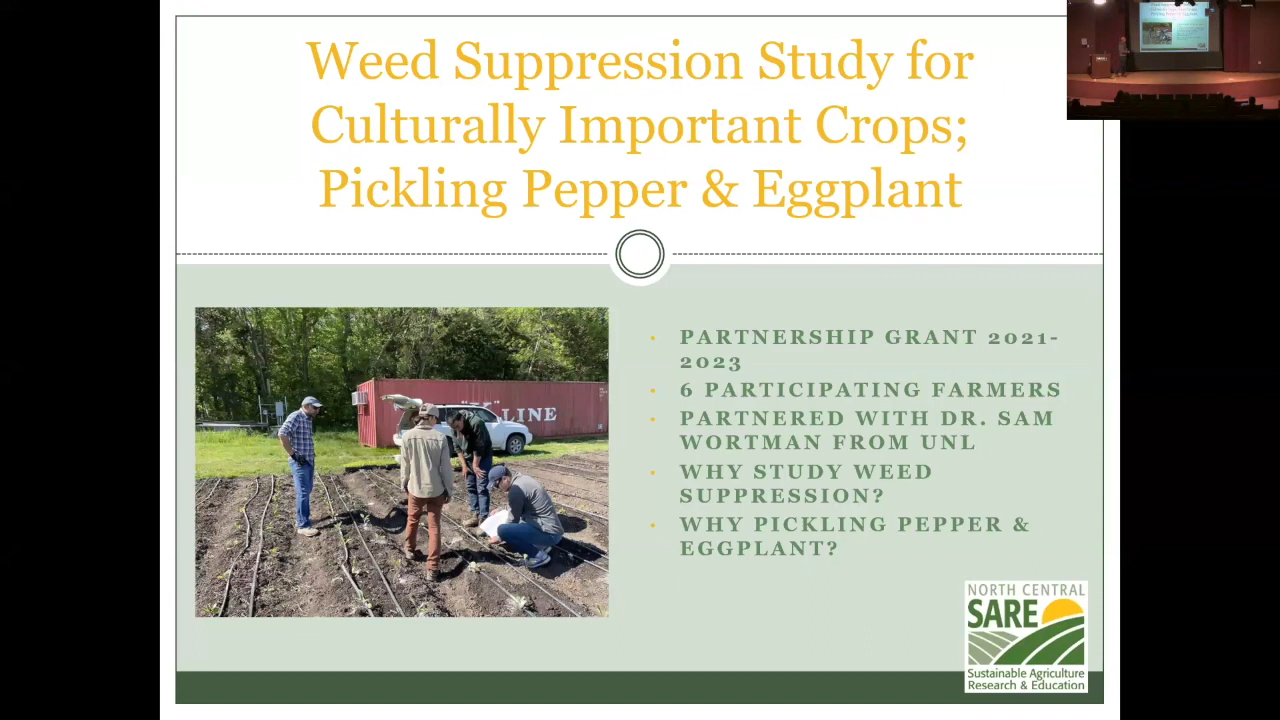 Weed Suppression Study for
Culturally Important Crops;
Pickling Pepper & Eggplant
LINE
• PARTNERSHIP GRANT 2021-
2023
• 6 PARTICIPATING FARMERS
• PARTNERED WITH DR. SAM
WORTMAN FROM UNL
• WHY STUDY WEED
SUPPRESSION?
• WHY PICKLING PEPPER &
EGGPLANT?
NORTH CENTRAL
SARE
Sustainable Agriculture
Research & Education